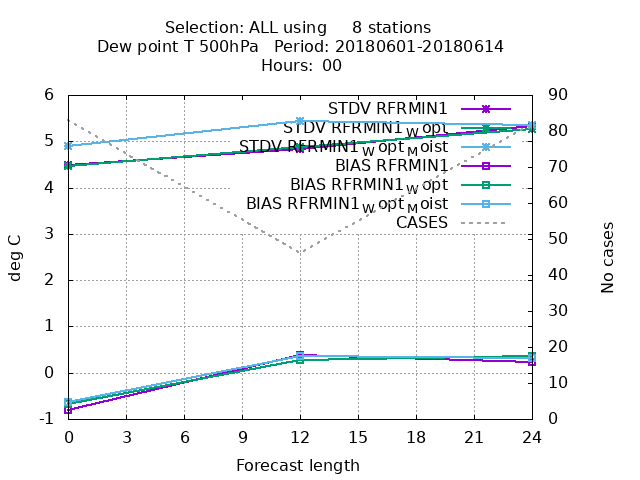 Selection: ALL using 8 stations
Dew point T 500hPa Period: 20180601-20180614
Hours: 00
6 90
STDV RFRMIN1
STDV RFRMIN1_W opt
STDV RFRMIN1_W opt_M oist
BIAS RFRMIN1
BIAS RFRMIN1_W opt
BIAS RFRMIN1_W opt_M oist
CASES
5
4
3
2
1
0
-1
80
70
60
50
40
30
20
10
0
deg C
No cases
0 3 6 9 12 15 18 21 24
Forecast length